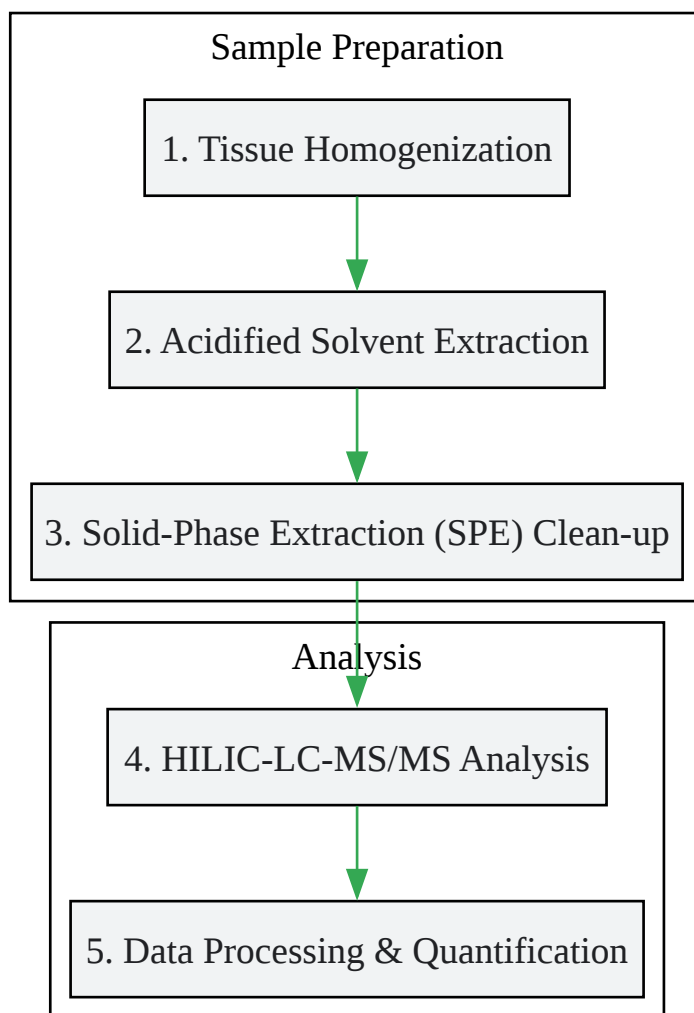 Sample Preparation
1. Tissue Homogenization
2. Acidified Solvent Extraction
3. Solid-Phase Extraction (SPE) Clean-up
Analysis
4. HILIC-LC-MS/MS Analysis
5. Data Processing & Quantification